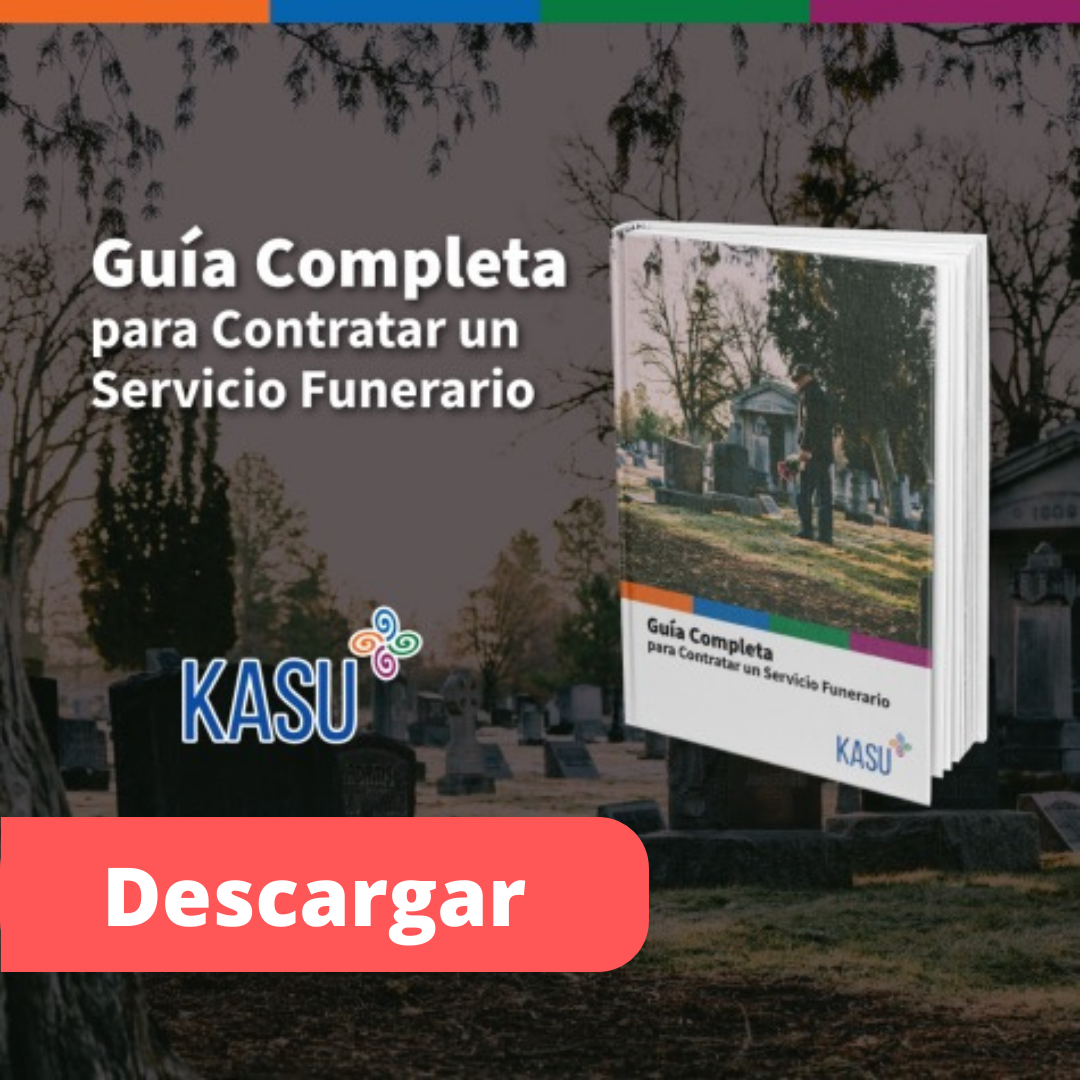 Guía Completa
para Contratar un
Servicio Funerario
KASU
Guía Completa
para Contratar un Servicio Funerario
KASU
Descargar